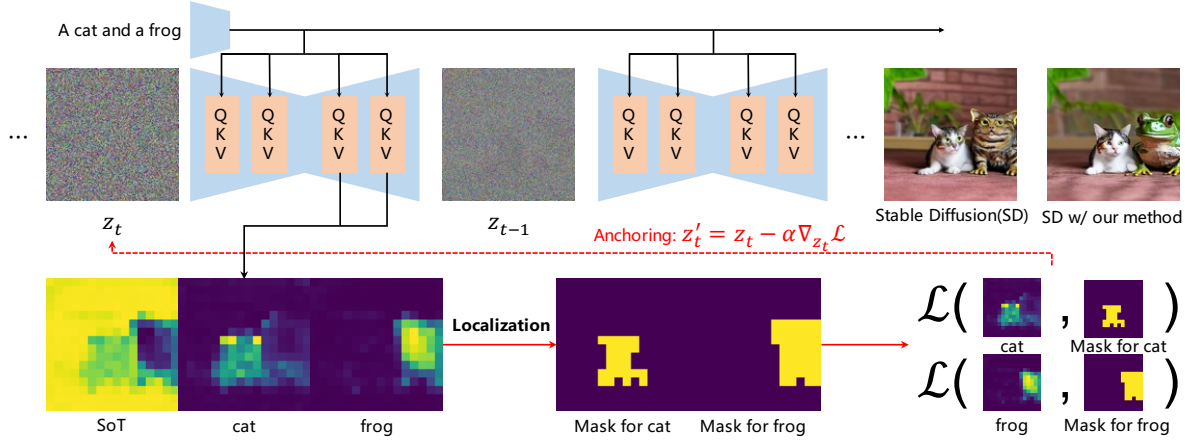 A cat and a frog
Q K V
Q K V
Q K V
Q K V
Q K V
Q K V
Q K V
Q K V
...
...
z_t
z_{t-1}
Stable Diffusion(SD)
SD w/ our method
Anchoring: z'_t = z_t − α∇_{z_t} ℒ
Localization
SoT
cat
frog
Mask for cat
Mask for frog
ℒ( , )
cat
Mask for cat
ℒ( , )
frog
Mask for frog